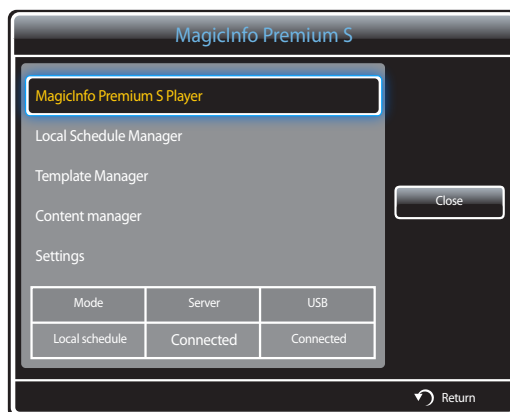 MagicInfo Premium S
MagicInfo Premium S Player
Local Schedule Manager
Template Manager
Content manager
Settings
Close
Mode Server USB
Local schedule Connected Connected
Return